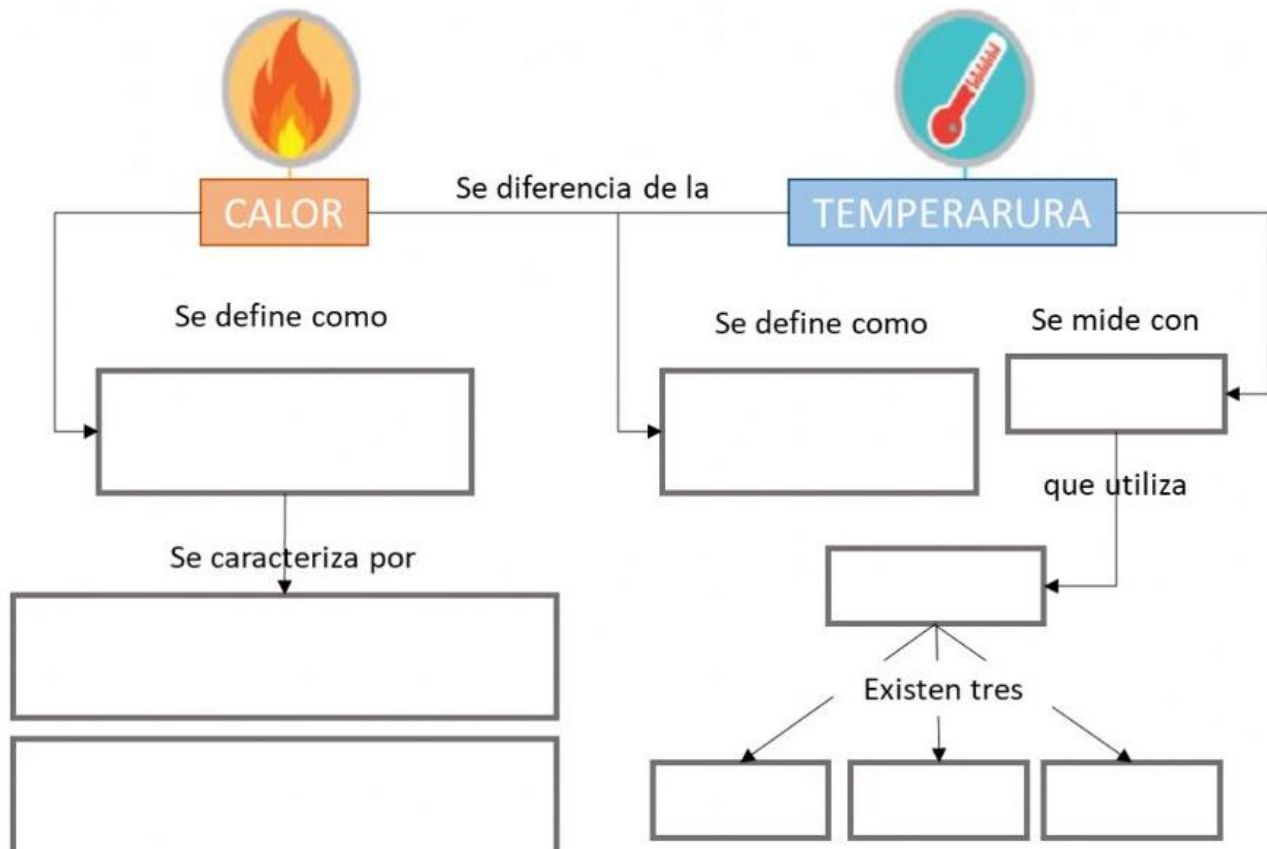 CALOR
Se diferencia de la
TEMPERARURA
Se define como
Se define como
Se mide con
que utiliza
Se caracteriza por
Existen tres